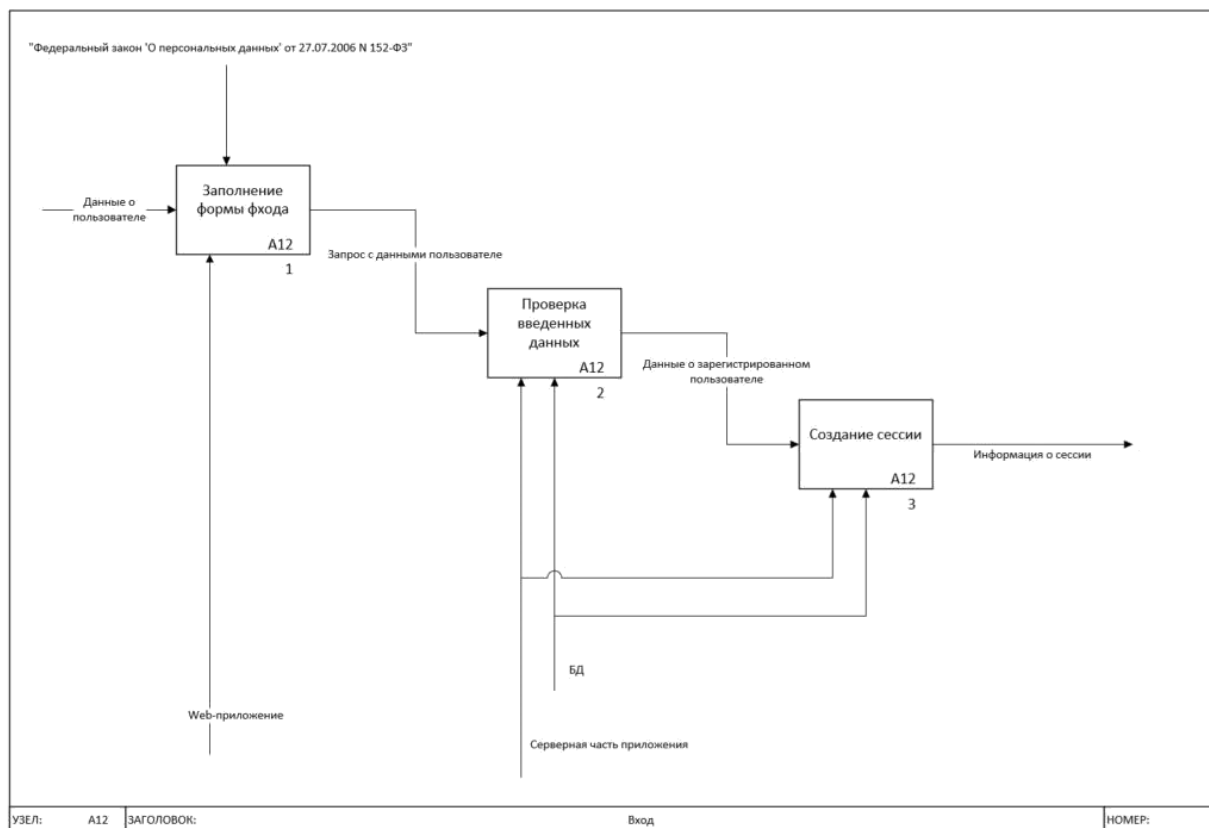 "Федеральный закон 'О персональных данных' от 27.07.2006 N 152-ФЗ"
Заполнение
формы фхода
А12
1
Данные о
пользователе
Запрос с данными пользователе
Проверка
введенных
данных
А12
2
Данные о зарегистрированном
пользователе
Создание сессии
А12
3
Информация о сессии
БД
Web-приложение
Серверная часть приложения
УЗЕЛ: А12
ЗАГОЛОВОК: Вход
НОМЕР: